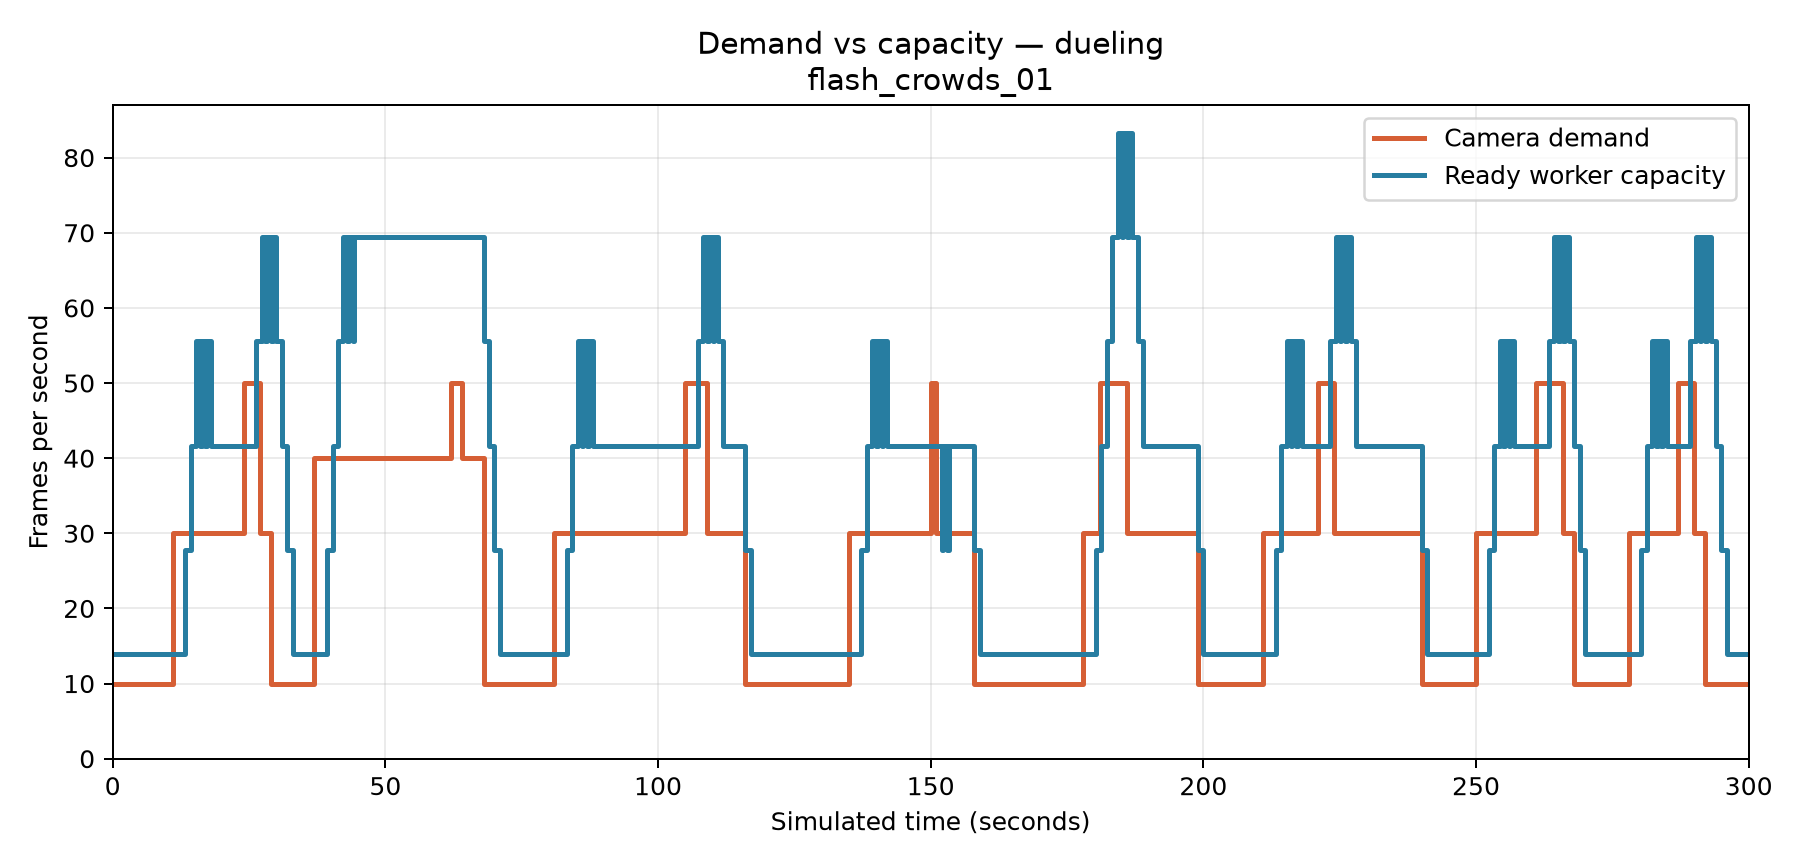 Demand vs capacity — dueling
flash_crowds_01
Camera demand
Ready worker capacity
Frames per second
80
70
60
50
40
30
20
10
0
0 50 100 150 200 250 300
Simulated time (seconds)